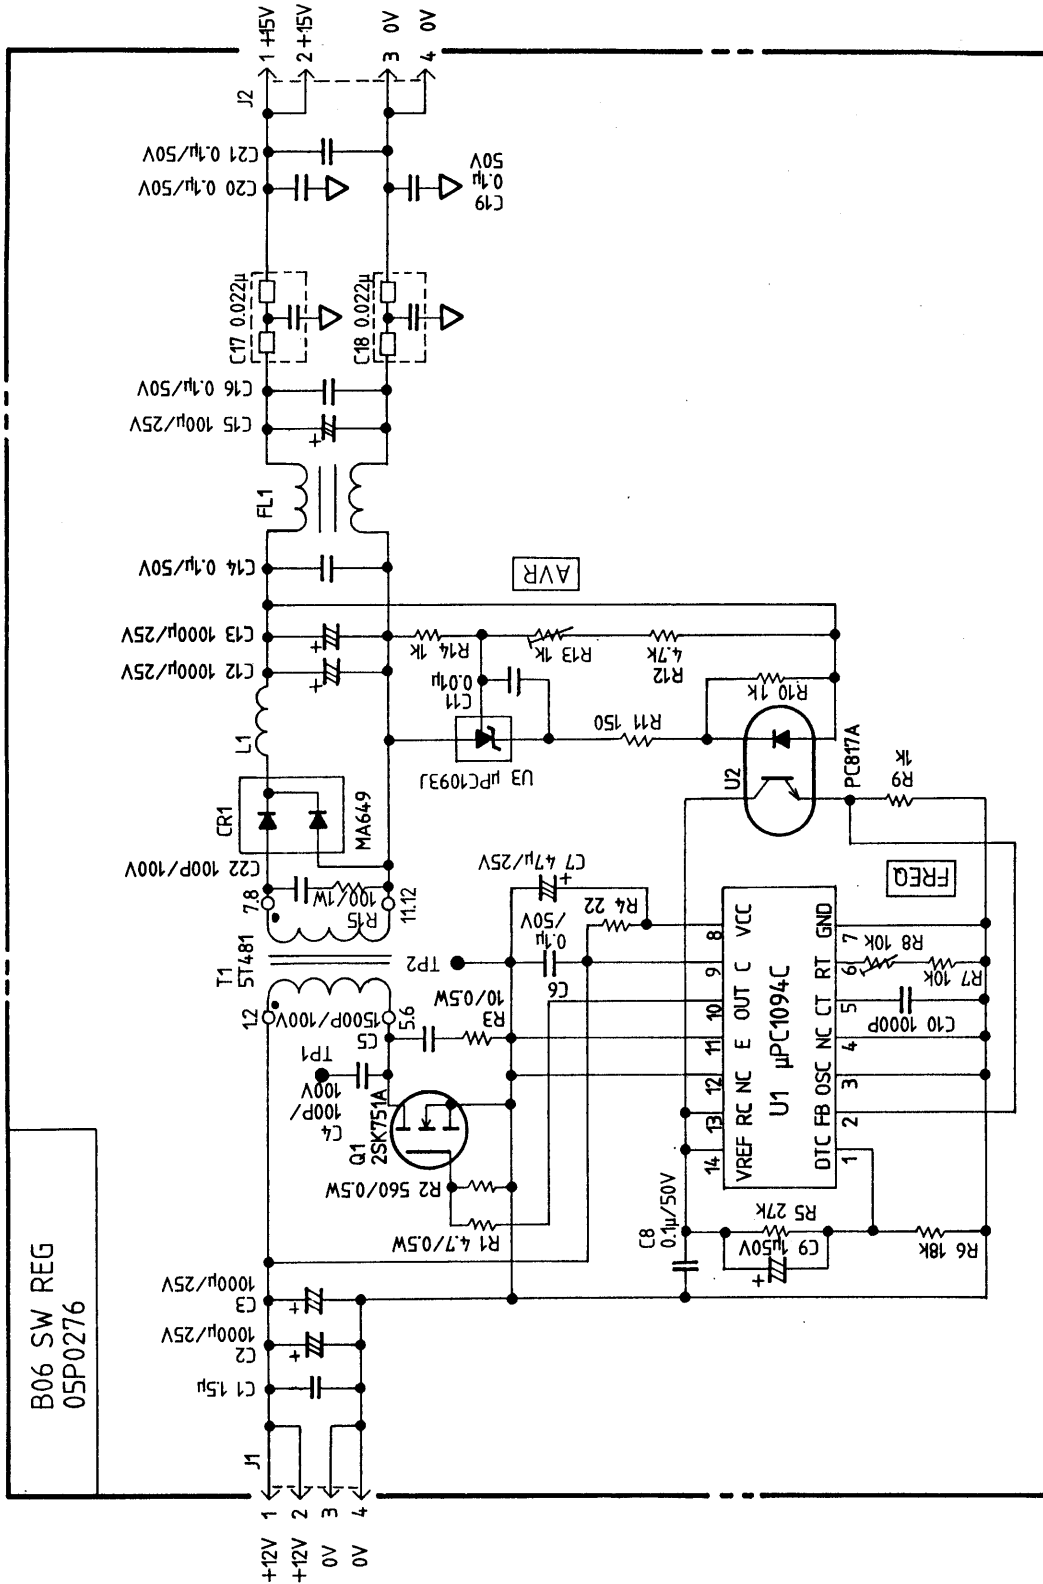 B06 SW REG
05P0276
J1
+12V 1
+12V 2
0V 3
0V 4
C1 1.5µ
C2
1000µ/25V
C3
1000µ/25V
R1 4.7/0.5W
R2 560/0.5W
Q1
2SK751A
C4
100P/
100V
TP1
C5
1500P/100V
R3
10/0.5W
TP2
1.2
5.6
T1
5T481
7.8
11.12
C22 100P/100V
R15
100/1W
CR1
MA649
L1
C12 1000µ/25V
C13 1000µ/25V
C14 0.1µ/50V
FL1
C15 100µ/25V
C16 0.1µ/50V
C17 0.022µ
C18 0.022µ
C19
0.1µ
50V
C20 0.1µ/50V
C21 0.1µ/50V
J2
1 +15V
2 +15V
3 0V
4 0V
AVR
R14
1k
R13 1k
R12
4.7k
C11
0.01µ
U3 µPC1093J
R11 150
R10 1k
U2
PC817A
R9
1k
FREQ
C6
0.1µ
/50V
C7 47µ/25V
R4 22
U1 µPC1094C
14 13 12 11 10 9 8
VREF RC NC E OUT C VCC
DTC FB OSC NC CT RT GND
1 2 3 4 5 6 7
R8 10k
R7 10k
C10 1000P
C8
0.1µ/50V
R5 27k
C9 1µ50V
R6 18k